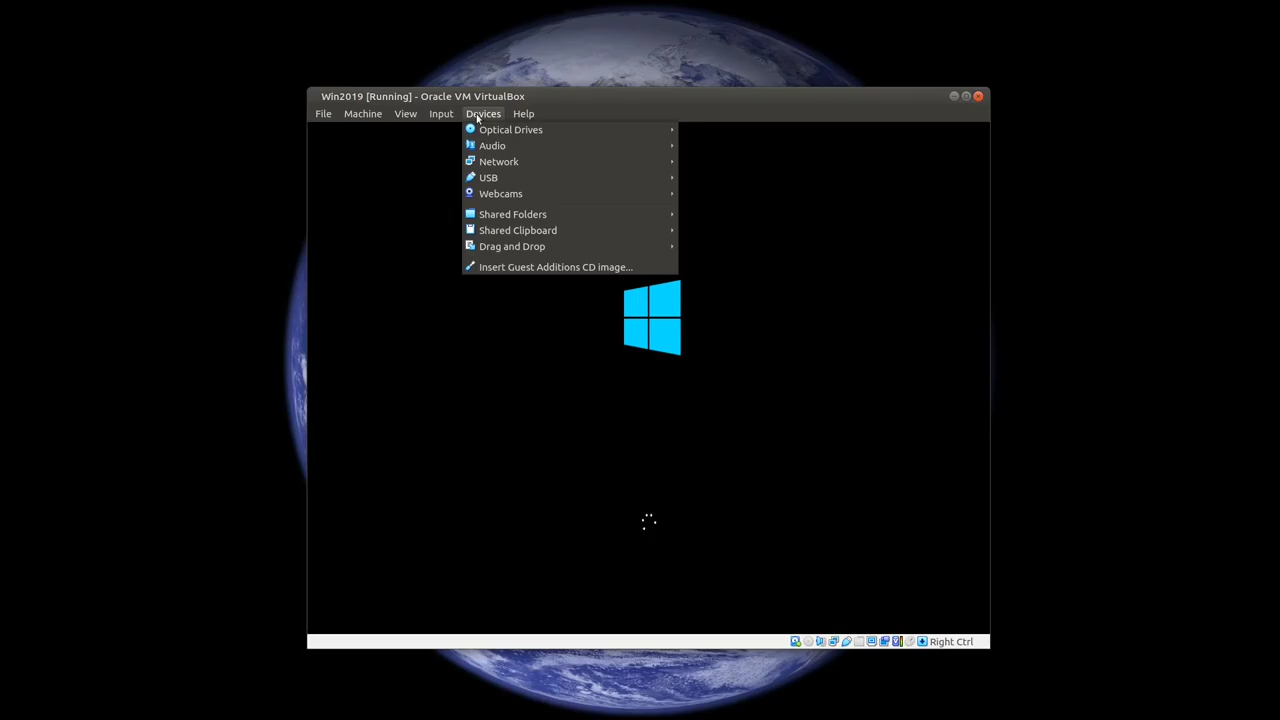 Win2019 [Running] - Oracle VM VirtualBox
File Machine View Input Devices Help
Optical Drives
Audio
Network
USB
Webcams
Shared Folders
Shared Clipboard
Drag and Drop
Insert Guest Additions CD image...
Right Ctrl